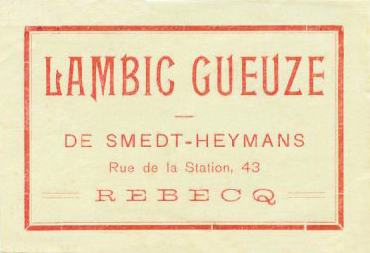 LAMBIC GUEUZE
DE SMEDT-HEYMANS
Rue de la Station, 43
REBECQ